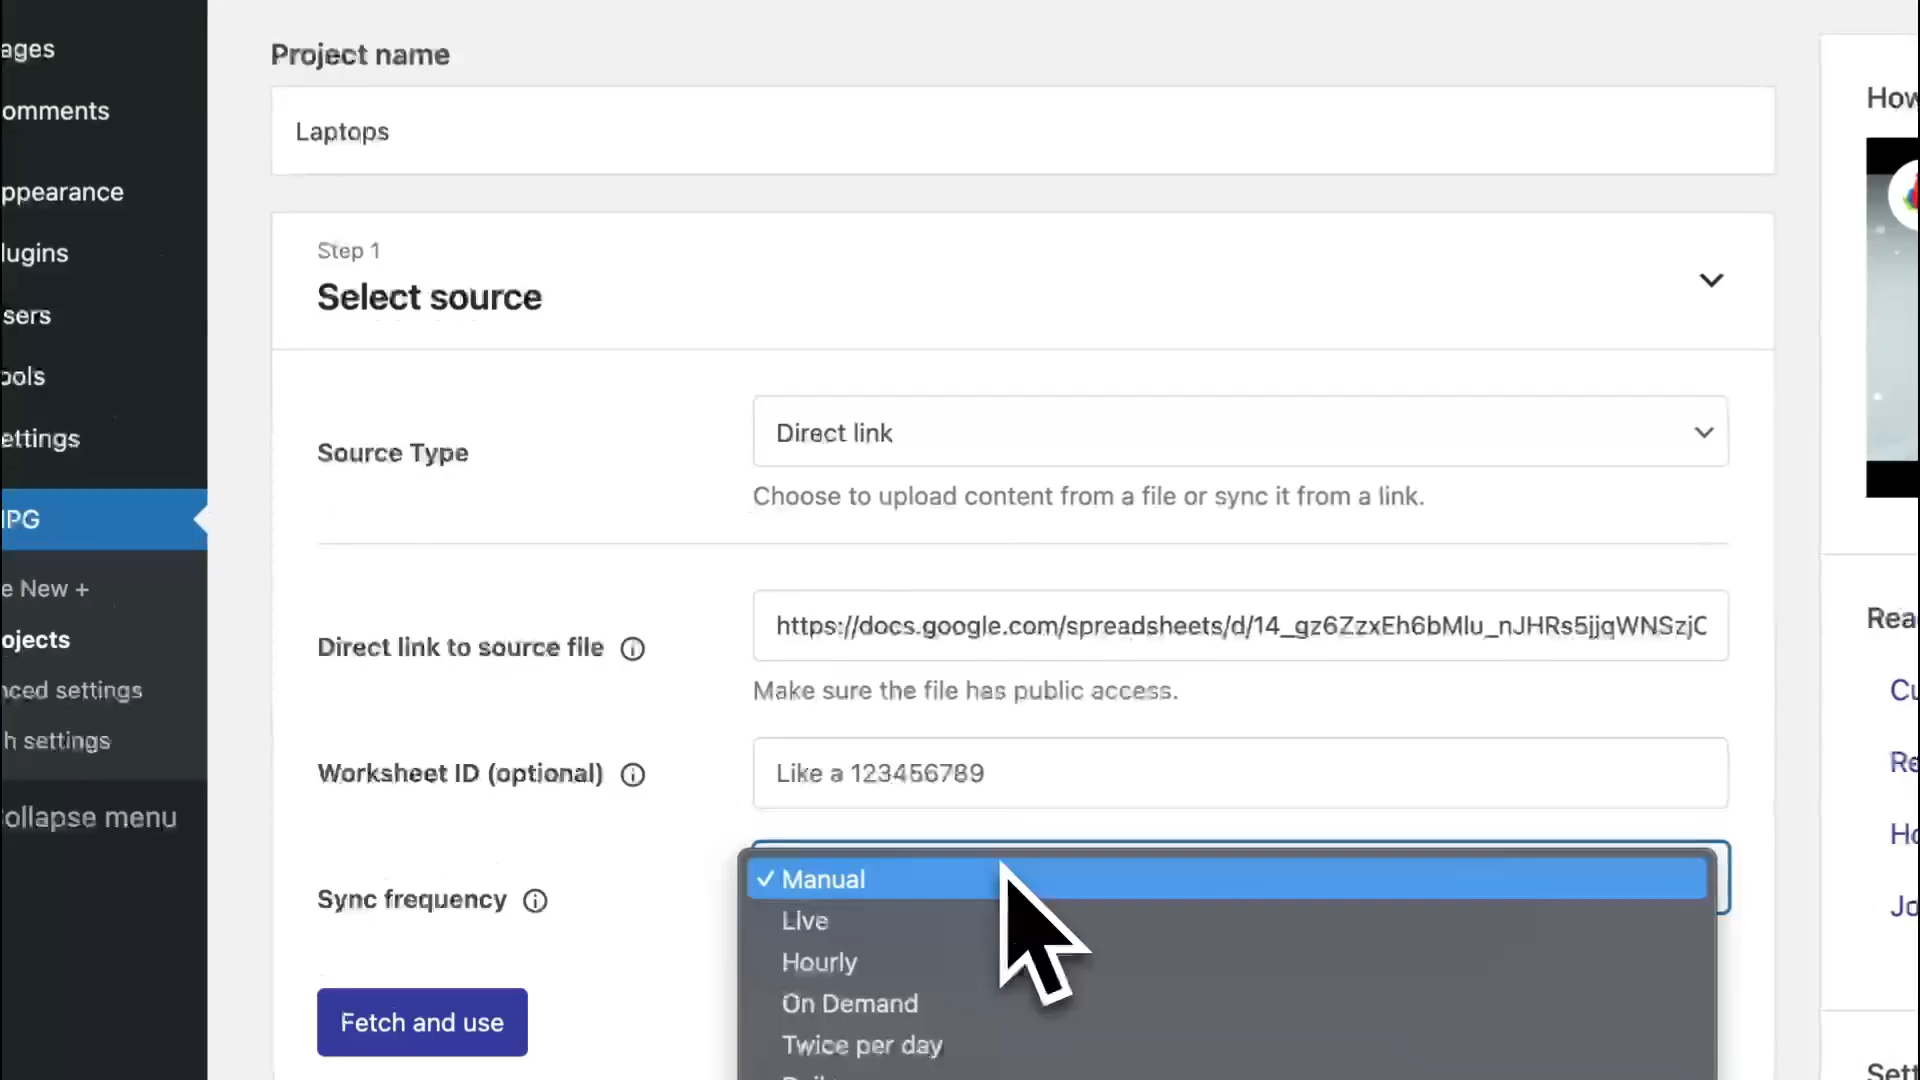 ages
omments
ppearance
lugins
sers
ools
ettings
IPG
e New +
ojects
nced settings
h settings
ollapse menu
Project name
Laptops
Step 1
Select source
Source Type
Direct link
Choose to upload content from a file or sync it from a link.
Direct link to source file
https://docs.google.com/spreadsheets/d/14_gz6ZzxEh6bMlu_nJHRs5jjqWNSzjC
Make sure the file has public access.
Worksheet ID (optional)
Like a 123456789
Sync frequency
✓ Manual
Live
Hourly
On Demand
Twice per day
Fetch and use
How
Rea
Cu
Re
Ho
Jo
Sett